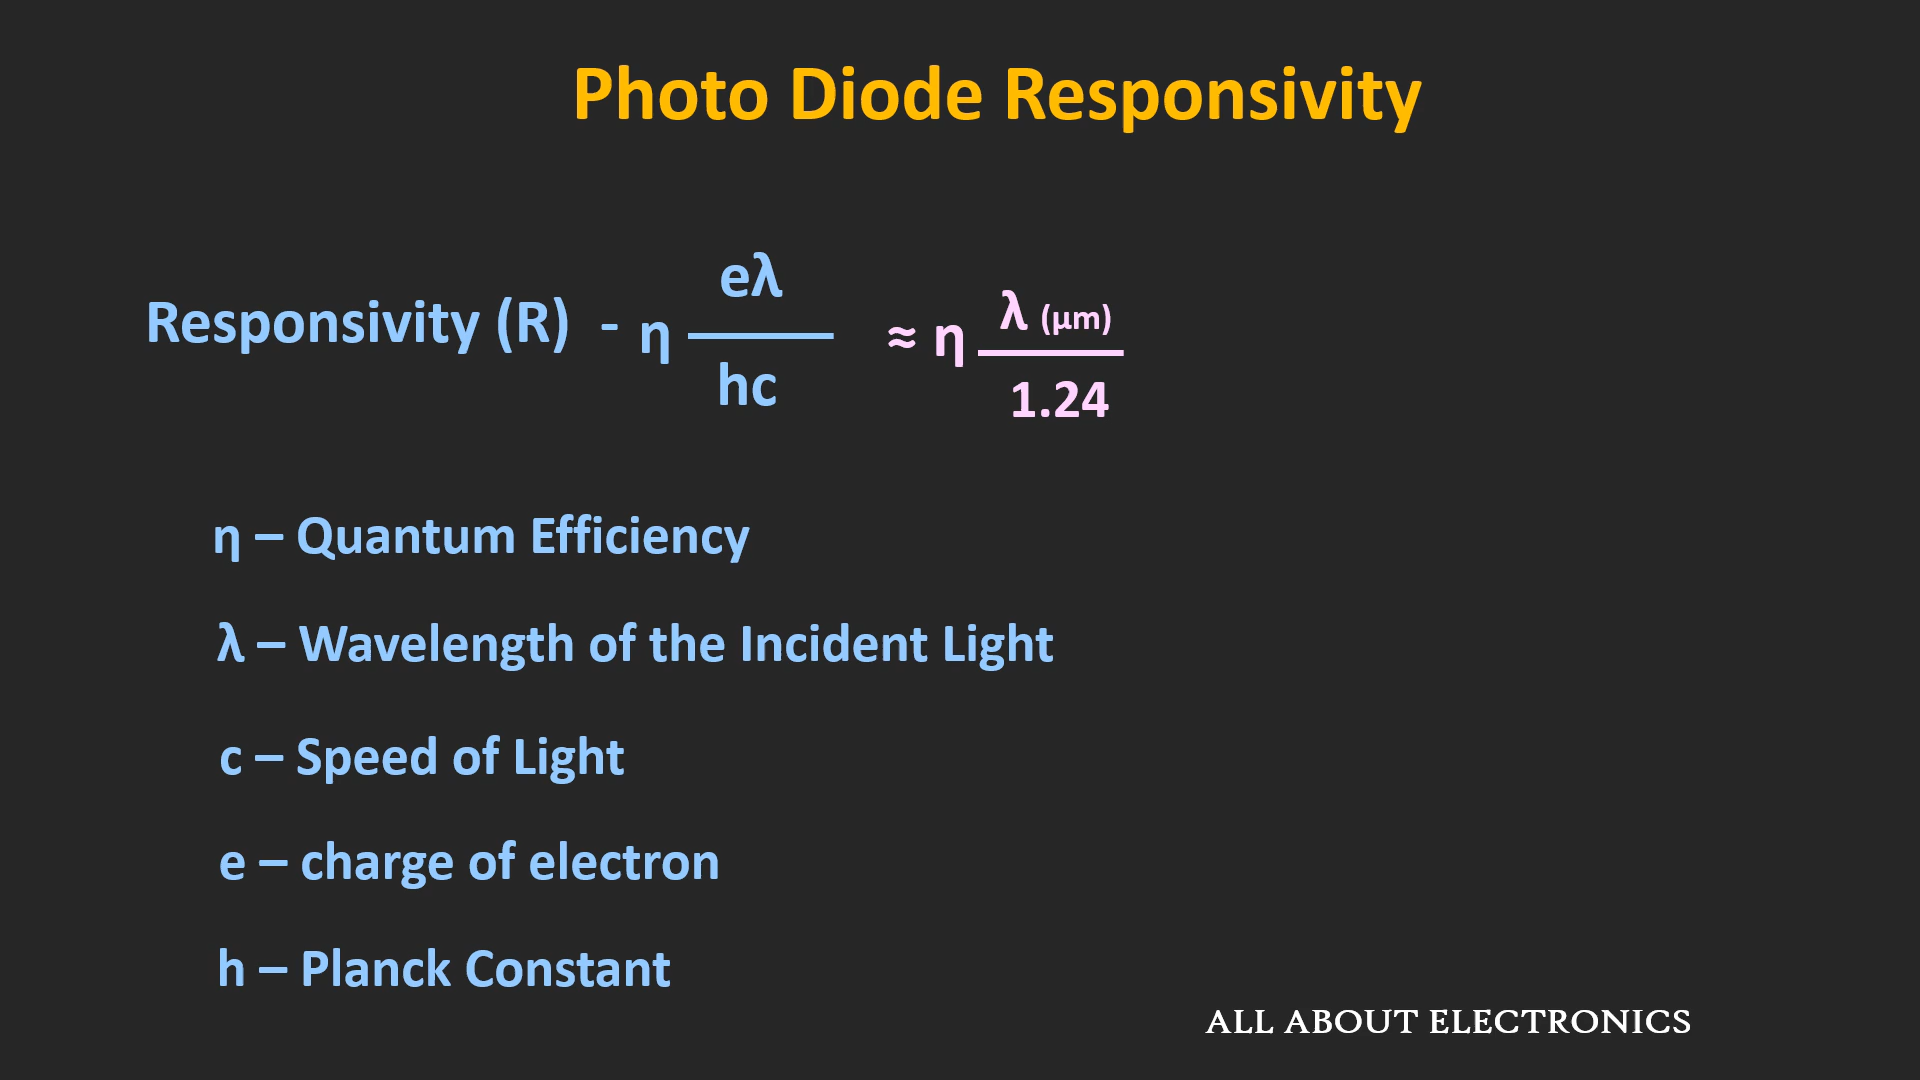 Photo Diode Responsivity
Responsivity (R) - η eλ / hc ≈ η λ (μm) / 1.24
η – Quantum Efficiency
λ – Wavelength of the Incident Light
c – Speed of Light
e – charge of electron
h – Planck Constant
ALL ABOUT ELECTRONICS